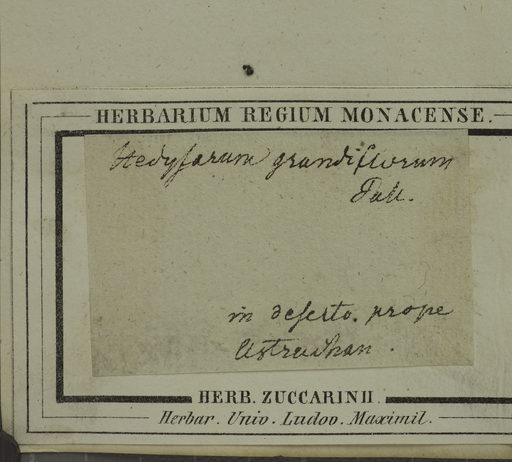 HERBARIUM REGIUM MONACENSE.
Hedysarum grandiflorum
Pall.
in deserto prope
Astrachan.
HERB. ZUCCARINII.
Herbar. Univ. Ludov. Maximil.